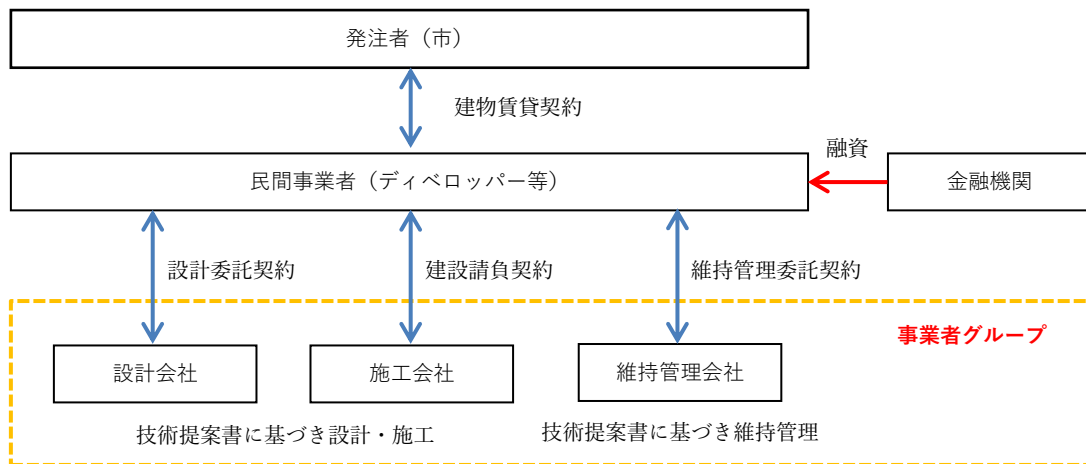 発注者（市）
建物賃貸契約
融資
民間事業者（ディベロッパー等）
金融機関
設計委託契約
建設請負契約
維持管理委託契約
事業者グループ
設計会社
施工会社
維持管理会社
技術提案書に基づき設計・施工
技術提案書に基づき維持管理